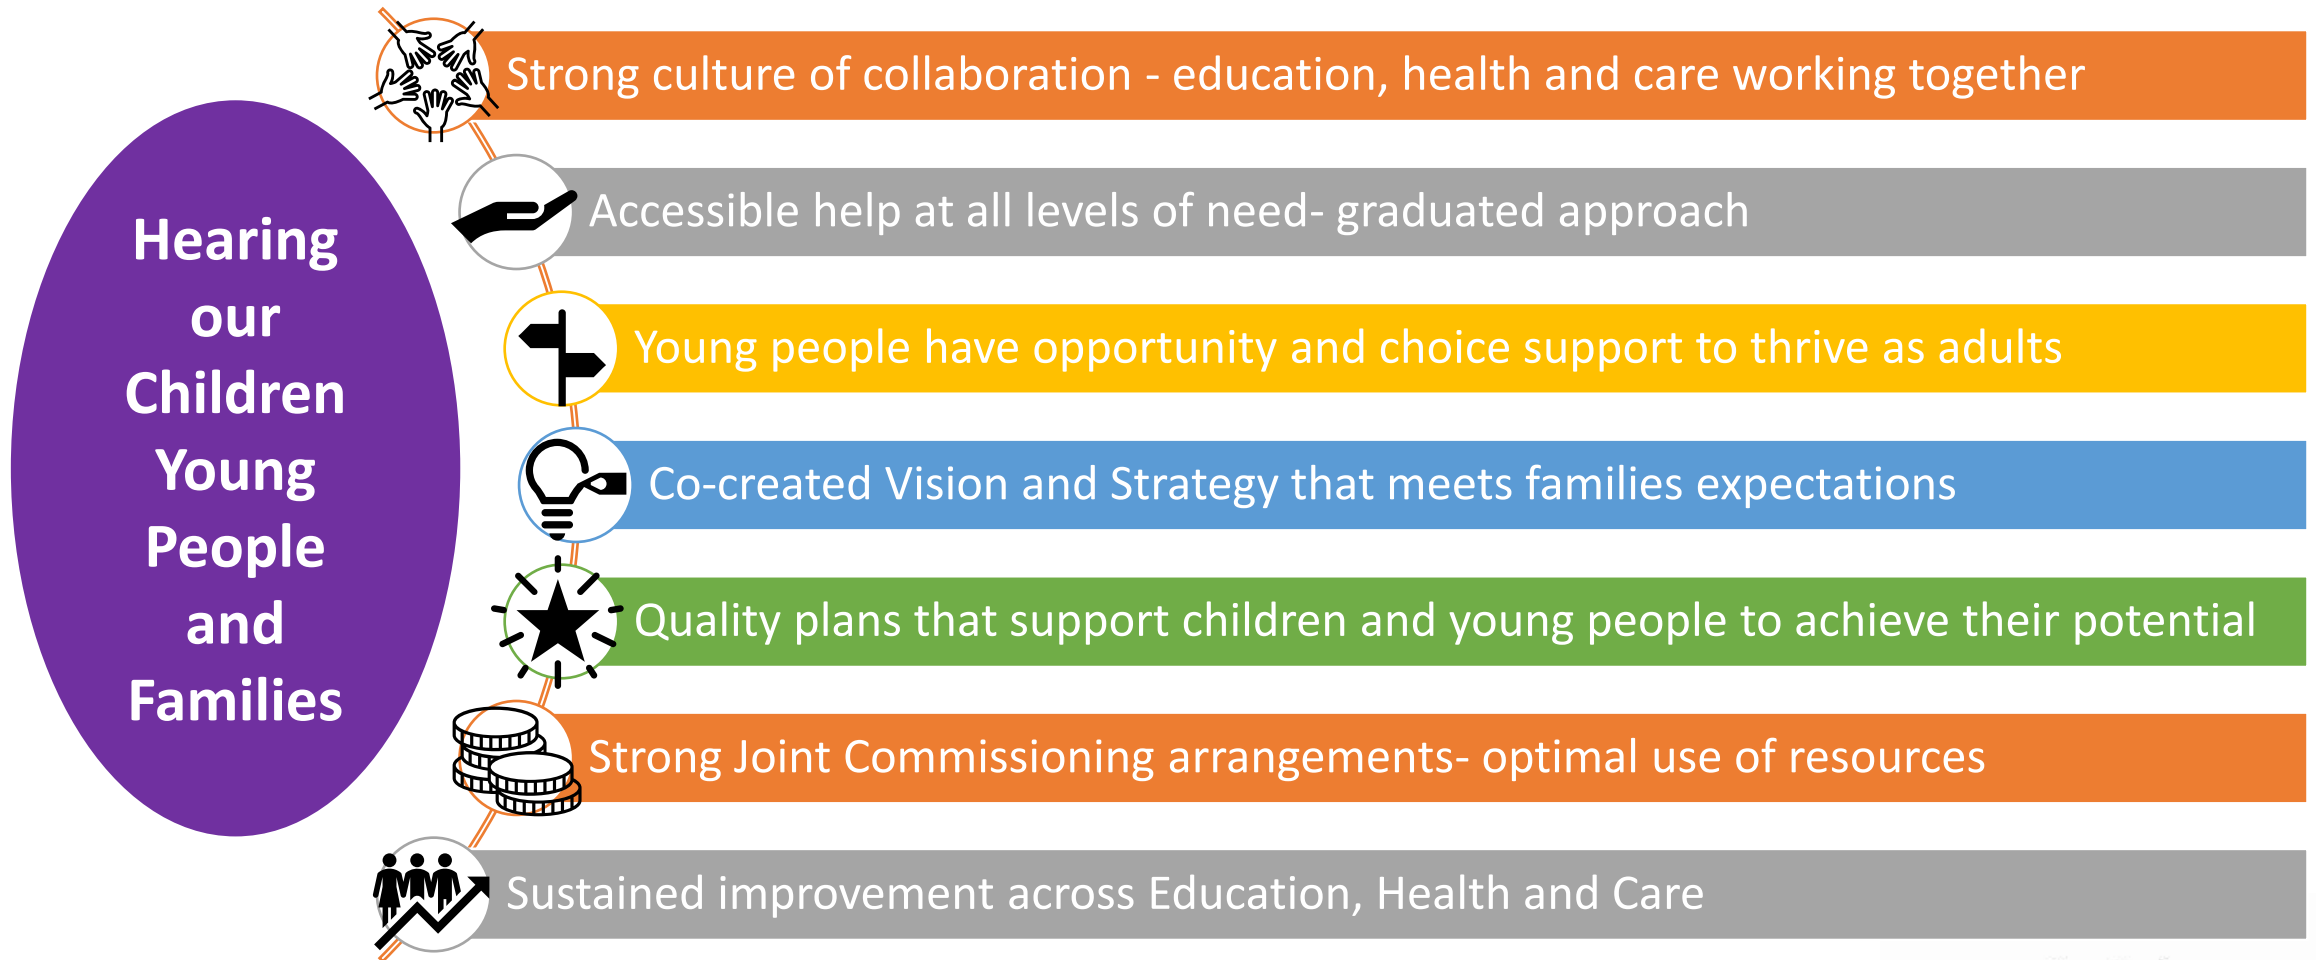 Hearing
our
Children
Young
People
and
Families
Strong culture of collaboration - education, health and care working together
Accessible help at all levels of need- graduated approach
Young people have opportunity and choice support to thrive as adults
Co-created Vision and Strategy that meets families expectations
Quality plans that support children and young people to achieve their potential
Strong Joint Commissioning arrangements- optimal use of resources
Sustained improvement across Education, Health and Care